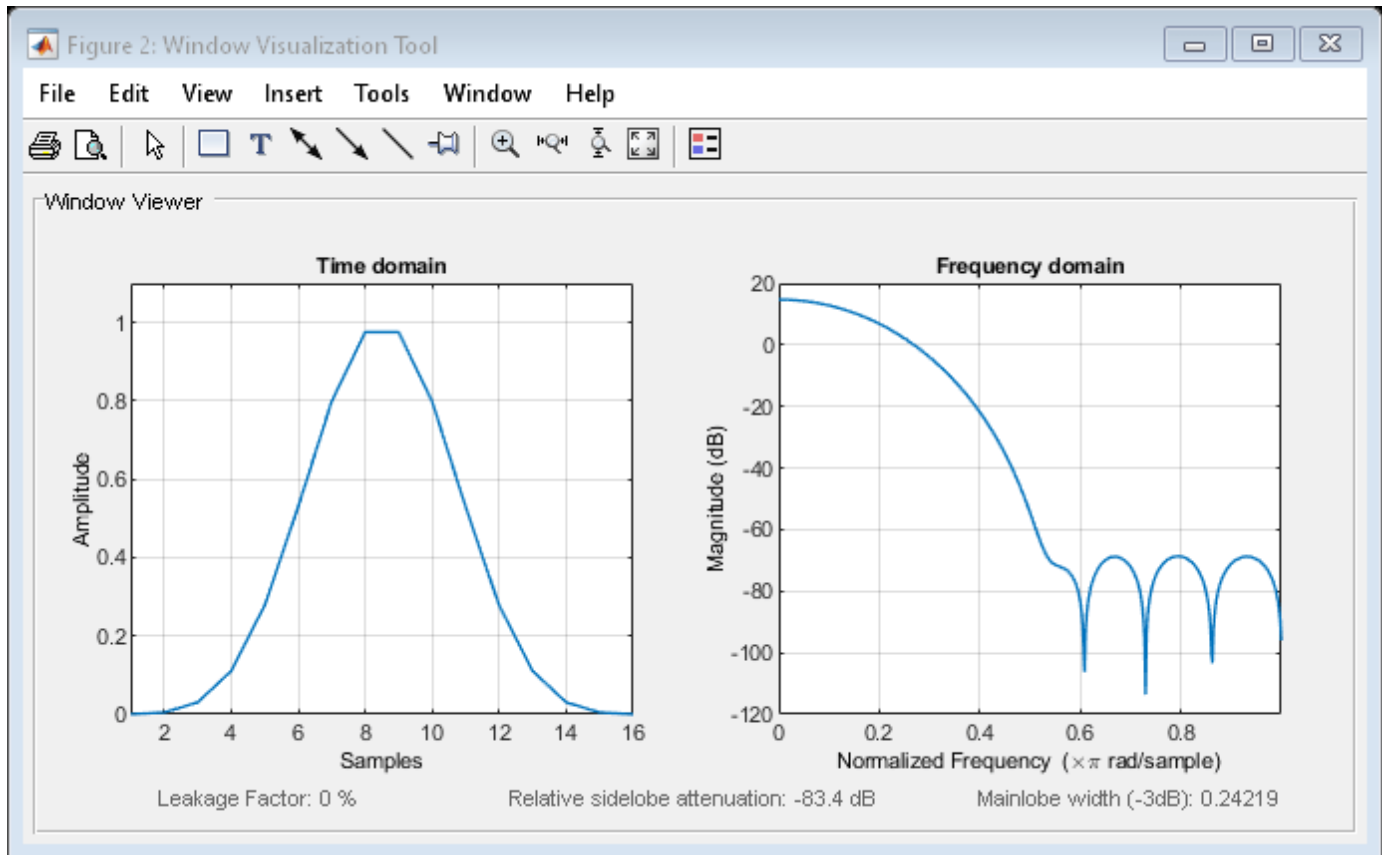 Figure 2: Window Visualization Tool
File Edit View Insert Tools Window Help
T
Window Viewer
Time domain
1
0.8
0.6
0.4
0.2
0
2 4 6 8 10 12 14 16
Amplitude
Samples
Frequency domain
20
0
-20
-40
-60
-80
-100
-120
0 0.2 0.4 0.6 0.8
Magnitude (dB)
Normalized Frequency (×π rad/sample)
Leakage Factor: 0 % Relative sidelobe attenuation: -83.4 dB Mainlobe width (-3dB): 0.24219